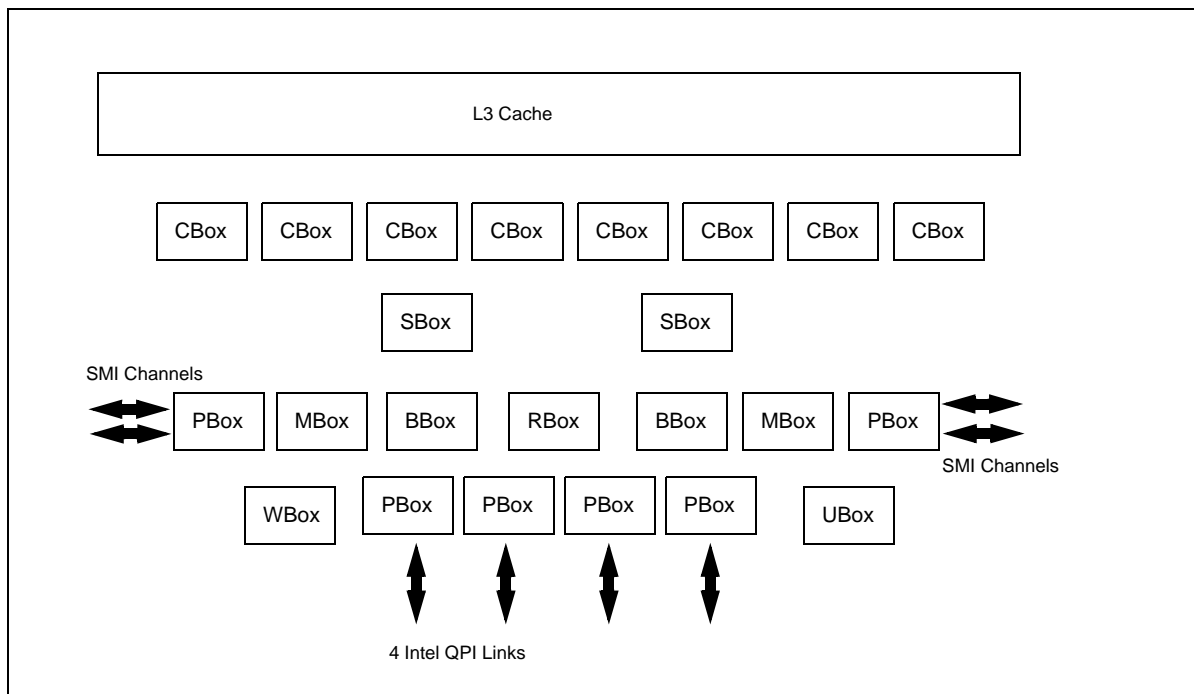 L3 Cache
CBox CBox CBox CBox CBox CBox CBox CBox
SBox SBox
SMI Channels
PBox MBox BBox RBox BBox MBox PBox
SMI Channels
WBox PBox PBox PBox PBox UBox
4 Intel QPI Links